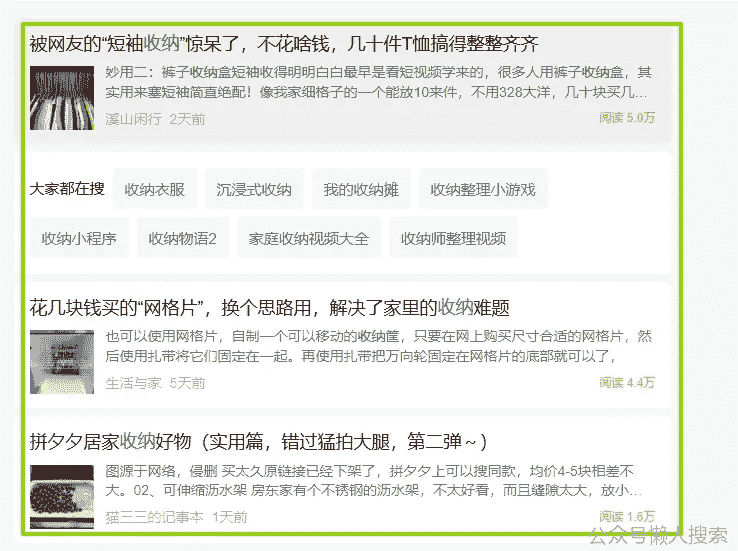 被网友的“短袖收纳”惊呆了，不花啥钱，几十件T恤搞得整整齐齐
妙用二：裤子收纳盒短袖收得明明白白最早是看短视频学来的，很多人用裤子收纳盒，其
实用来塞短袖简直绝配！像我家细格子的一个能放10来件，不用328大洋，几十块买几...
溪山闲行 2天前
阅读 5.0万
大家都在搜 收纳衣服 沉浸式收纳 我的收纳摊 收纳整理小游戏
收纳小程序 收纳物语2 家庭收纳视频大全 收纳师整理视频
花几块钱买的“网格片”，换个思路用，解决了家里的收纳难题
也可以使用网格片，自制一个可以移动的收纳筐，只要在网上购买尺寸合适的网格片，然
后使用扎带将它们固定在一起。再使用扎带把万向轮固定在网格片的底部就可以了，
生活与家 5天前
阅读 4.4万
拼夕夕居家收纳好物（实用篇，错过猛拍大腿，第二弹～）
图源于网络，侵删 买太久原链接已经下架了，拼夕夕上可以搜同款，均价4-5块相差不
大。02、可伸缩沥水架 房东家有个不锈钢的沥水架，不太好看，而且缝隙太大，放小...
猫三三的记事本 1天前
阅读 1.6万
公众号懒人搜索